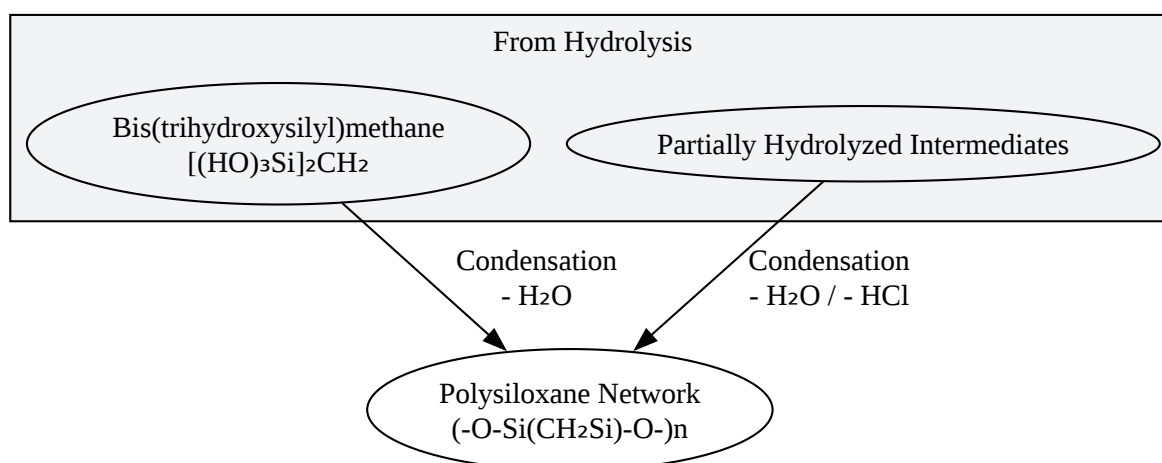 From Hydrolysis
Bis(trihydroxysilyl)methane
[(HO)₃Si]₂CH₂
Partially Hydrolyzed Intermediates
Condensation
- H₂O
Condensation
- H₂O / - HCl
Polysiloxane Network
(-O-Si(CH₂Si)-O-)n